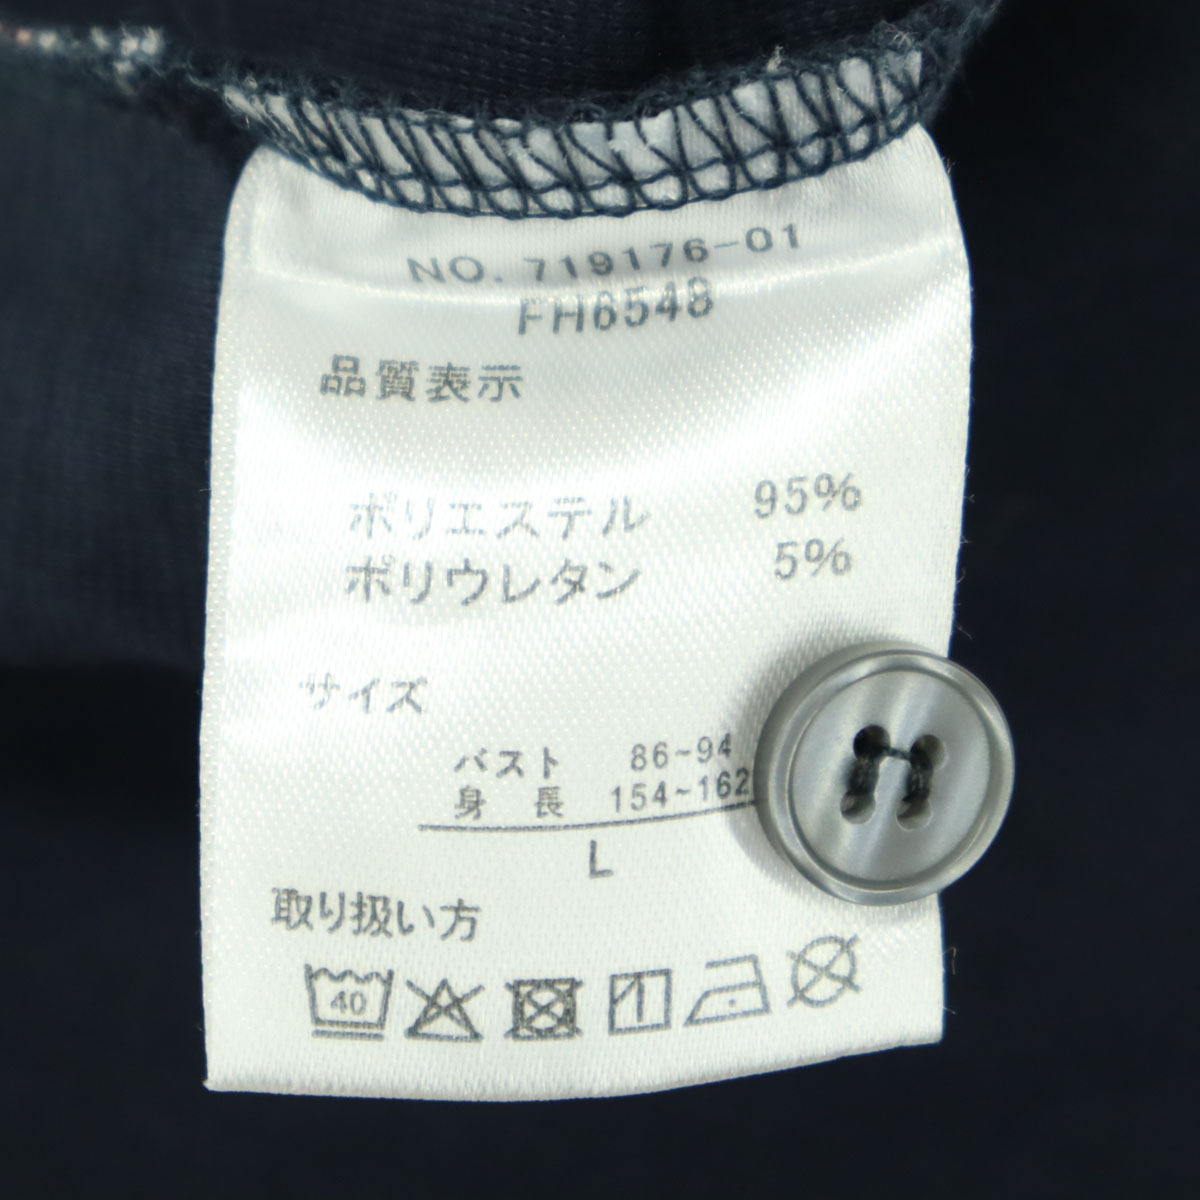 NO. 719176-01
FH6548
品質表示
ポリエステル 95%
ポリウレタン 5%
サイズ
バスト 86~94
身長 154~162
L
取り扱い方
40